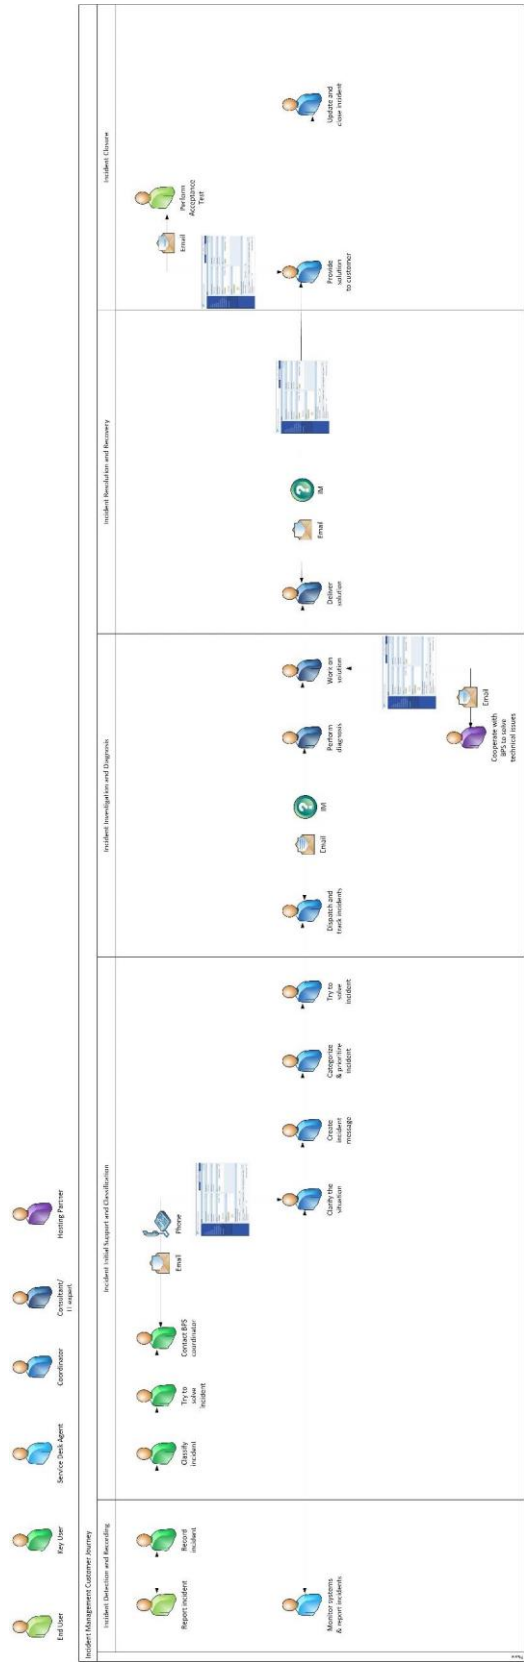 End User
Key User
Service Desk Agent
Coordinator
Consultant/
IT expert
Hosting Partner
Incident Management Customer Journey
Incident Detection and Recording
Incident Initial Support and Classification
Incident Investigation and Diagnosis
Incident Resolution and Recovery
Incident Closure
Report incident
Record
incident
Classify
incident
Try to
solve
incident
Contact BPS
coordinator
Email
Phone
Email
Perform
Acceptance
Test
Monitor systems
& report incidents
Clarify the
situation
Create
incident
message
Categorize
& prioritize
incident
Try to
solve
incident
Dispatch and
track incidents
Email
IM
Perform
diagnosis
Work on
solution
Deliver
solution
Email
IM
Provide
solution
to customer
Update and
close incident
Cooperate with
BPS to solve
technical issues
Email